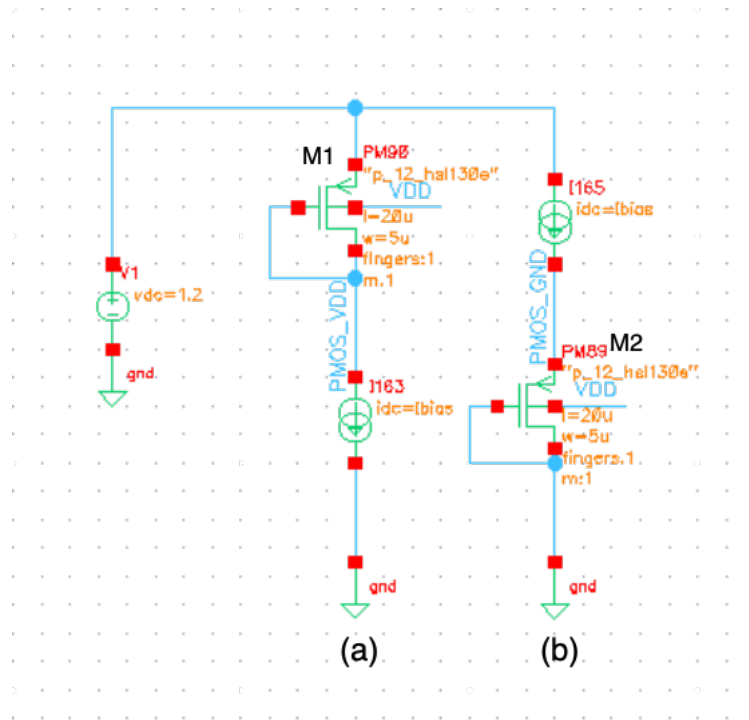 M1
PM90
"p_12_hsl130e"
VDD
l=20u
w=5u
fingers:1
m:1
V1
vdc=1.2
gnd
PMOS_VDD
I163
idc=Ibias
gnd
(a)
I165
idc=Ibias
PMOS_GND
PM89
M2
"p_12_hsl130e"
VDD
l=20u
w=5u
fingers:1
m:1
gnd
(b)